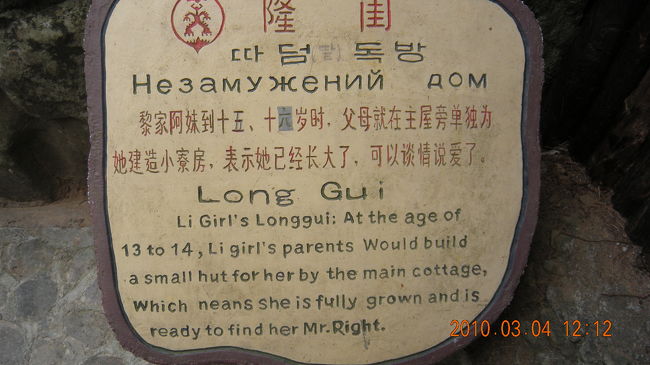 隆闺
따 덤(딸) 독 방
Незамужений дом
黎家阿妹到十五、十六岁时，父母就在主屋旁单独为
她建造小寮房，表示她已经长大了，可以谈情说爱了。
Long Gui
Li Girl's Longgui: At the age of
13 to 14, Li girl's parents Would build
a small hut for her by the main cottage,
Which neans she is fully grown and is
ready to find her Mr.Right.
2010.03.04 12:12